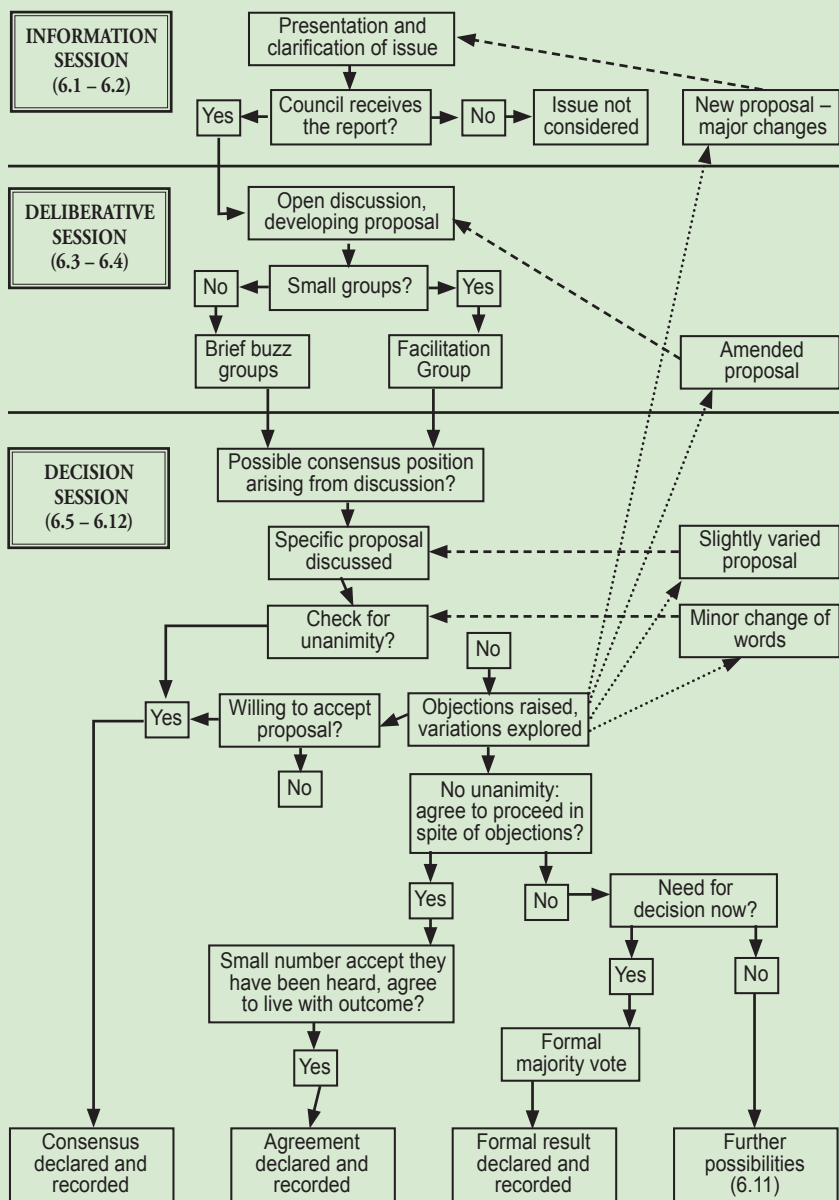 INFORMATION
SESSION
(6.1 – 6.2)
Presentation and
clarification of issue
Yes
Council receives
the report?
No
Issue not
considered
New proposal –
major changes
DELIBERATIVE
SESSION
(6.3 – 6.4)
Open discussion,
developing proposal
No
Small groups?
Yes
Brief buzz
groups
Facilitation
Group
Amended
proposal
DECISION
SESSION
(6.5 – 6.12)
Possible consensus position
arising from discussion?
Specific proposal
discussed
Slightly varied
proposal
Check for
unanimity?
Minor change of
words
No
Yes
Willing to accept
proposal?
Objections raised,
variations explored
No
No unanimity:
agree to proceed in
spite of objections?
Yes
No
Need for
decision now?
Small number accept they
have been heard, agree
to live with outcome?
Yes
No
Yes
Formal
majority vote
Consensus
declared and
recorded
Agreement
declared and
recorded
Formal result
declared and
recorded
Further
possibilities
(6.11)